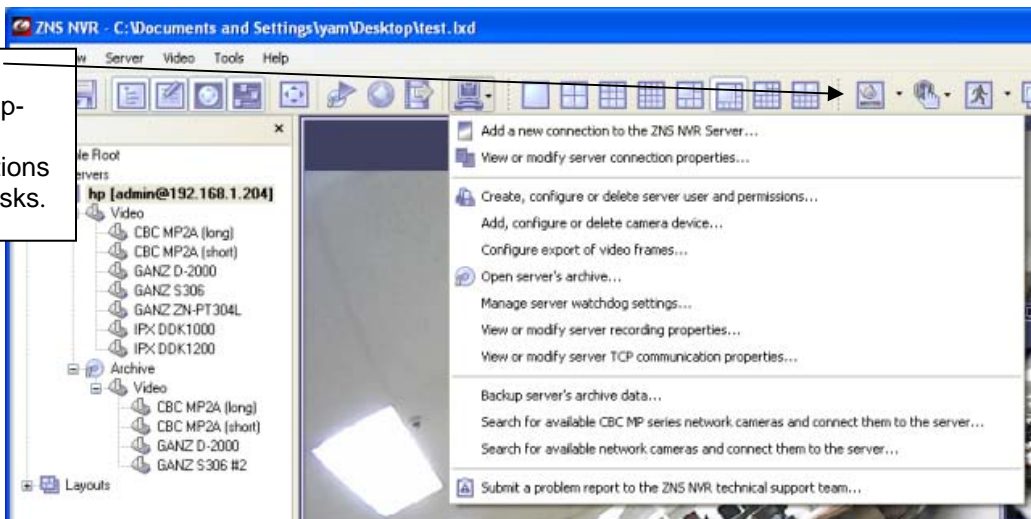 ZNS NVR - C:\Documents and Settings\yam\Desktop\test.lxd
Server Video Tools Help
p-
tions
sks.
le Root
ervers
hp [admin@192.168.1.204]
Video
CBC MP2A (long)
CBC MP2A (short)
GANZ D-2000
GANZ S306
GANZ ZN-PT304L
IPX DDK1000
IPX DDK1200
Archive
Video
CBC MP2A (long)
CBC MP2A (short)
GANZ D-2000
GANZ S306 #2
Layouts
Add a new connection to the ZNS NVR Server...
View or modify server connection properties...
Create, configure or delete server user and permissions...
Add, configure or delete camera device...
Configure export of video frames...
Open server's archive...
Manage server watchdog settings...
View or modify server recording properties...
View or modify server TCP communication properties...
Backup server's archive data...
Search for available CBC MP series network cameras and connect them to the server...
Search for available network cameras and connect them to the server...
Submit a problem report to the ZNS NVR technical support team...